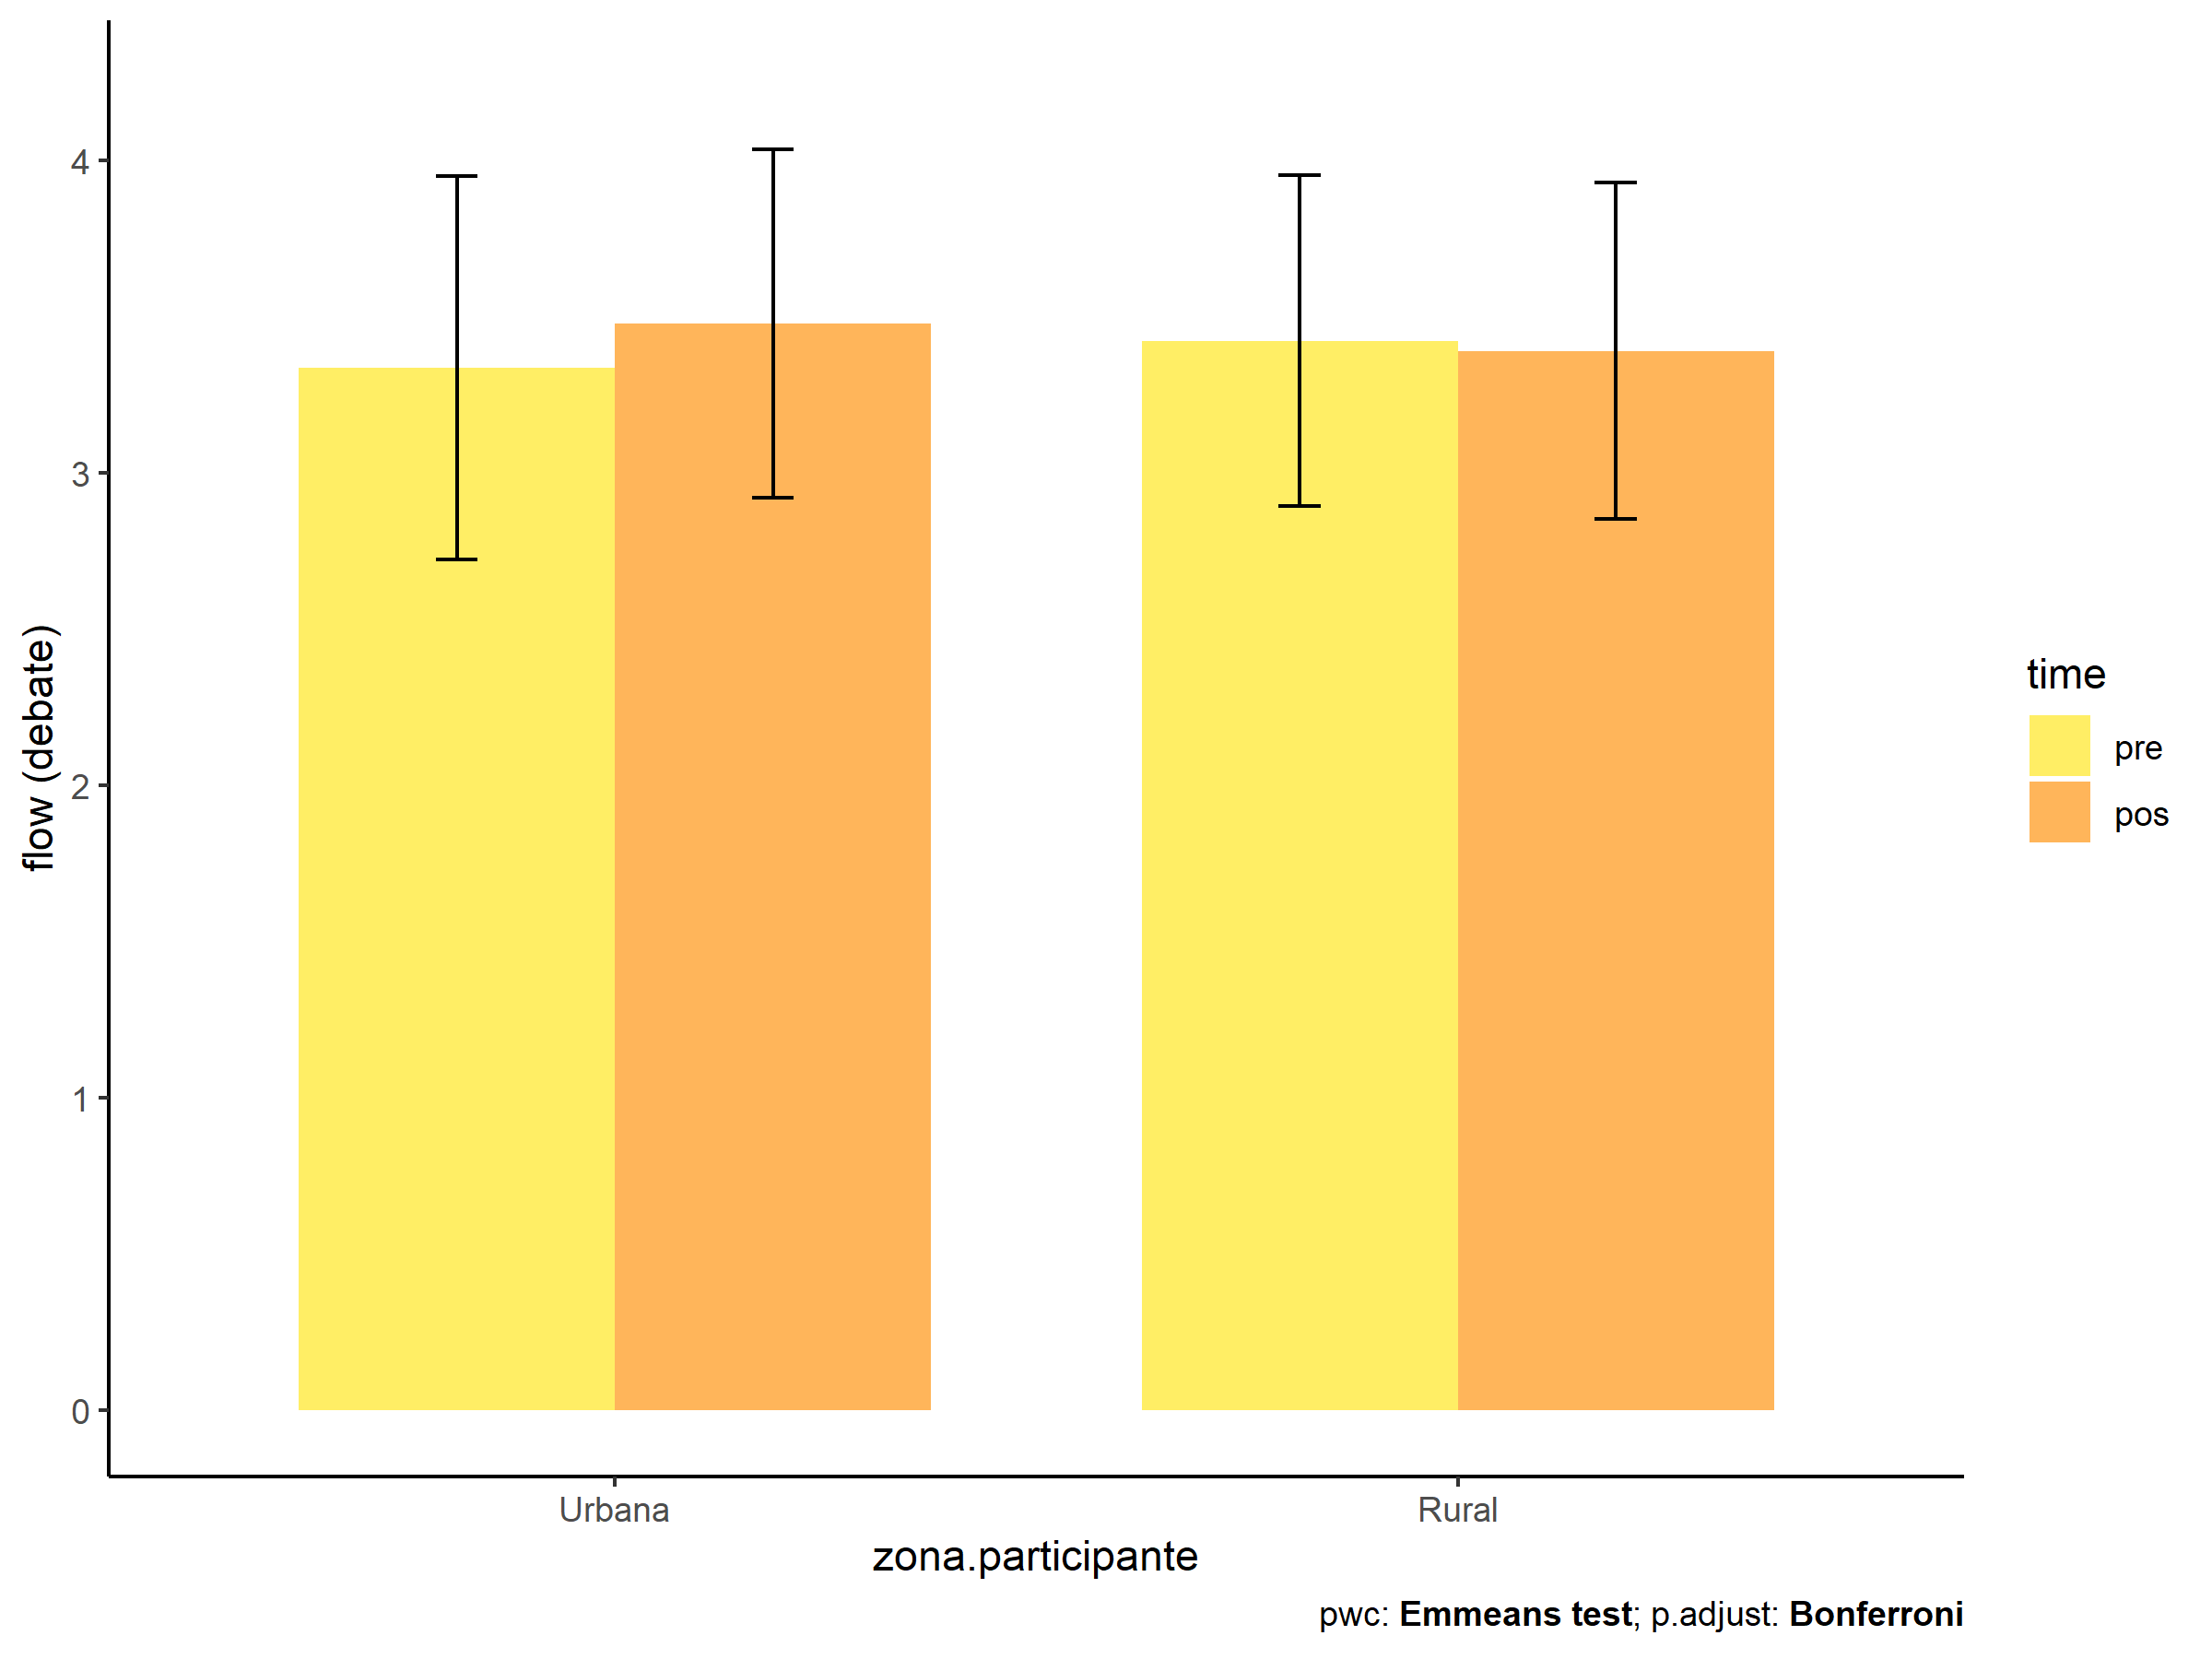 flow (debate)
4
3
2
1
0
Urbana
Rural
zona.participante
time
pre
pos
pwc: Emmeans test; p.adjust: Bonferroni